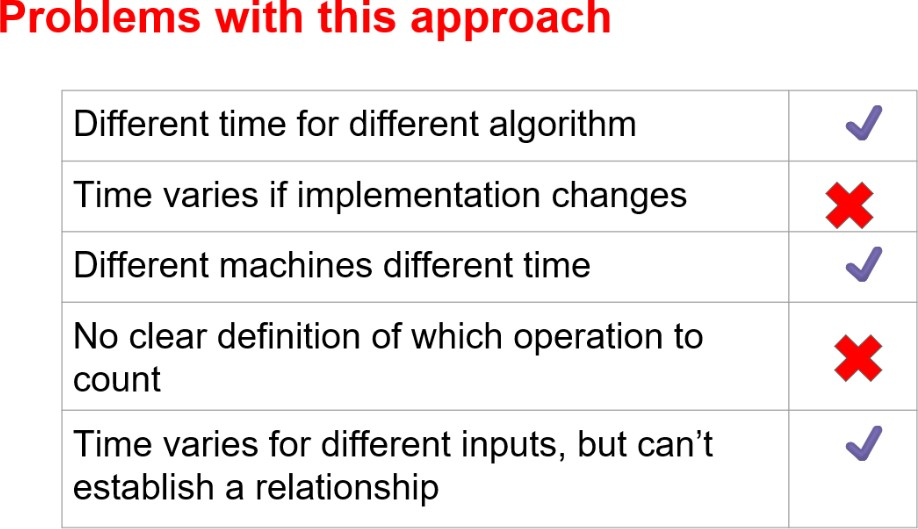 Problems with this approach
Different time for different algorithm
Time varies if implementation changes
Different machines different time
No clear definition of which operation to
count
Time varies for different inputs, but can’t
establish a relationship